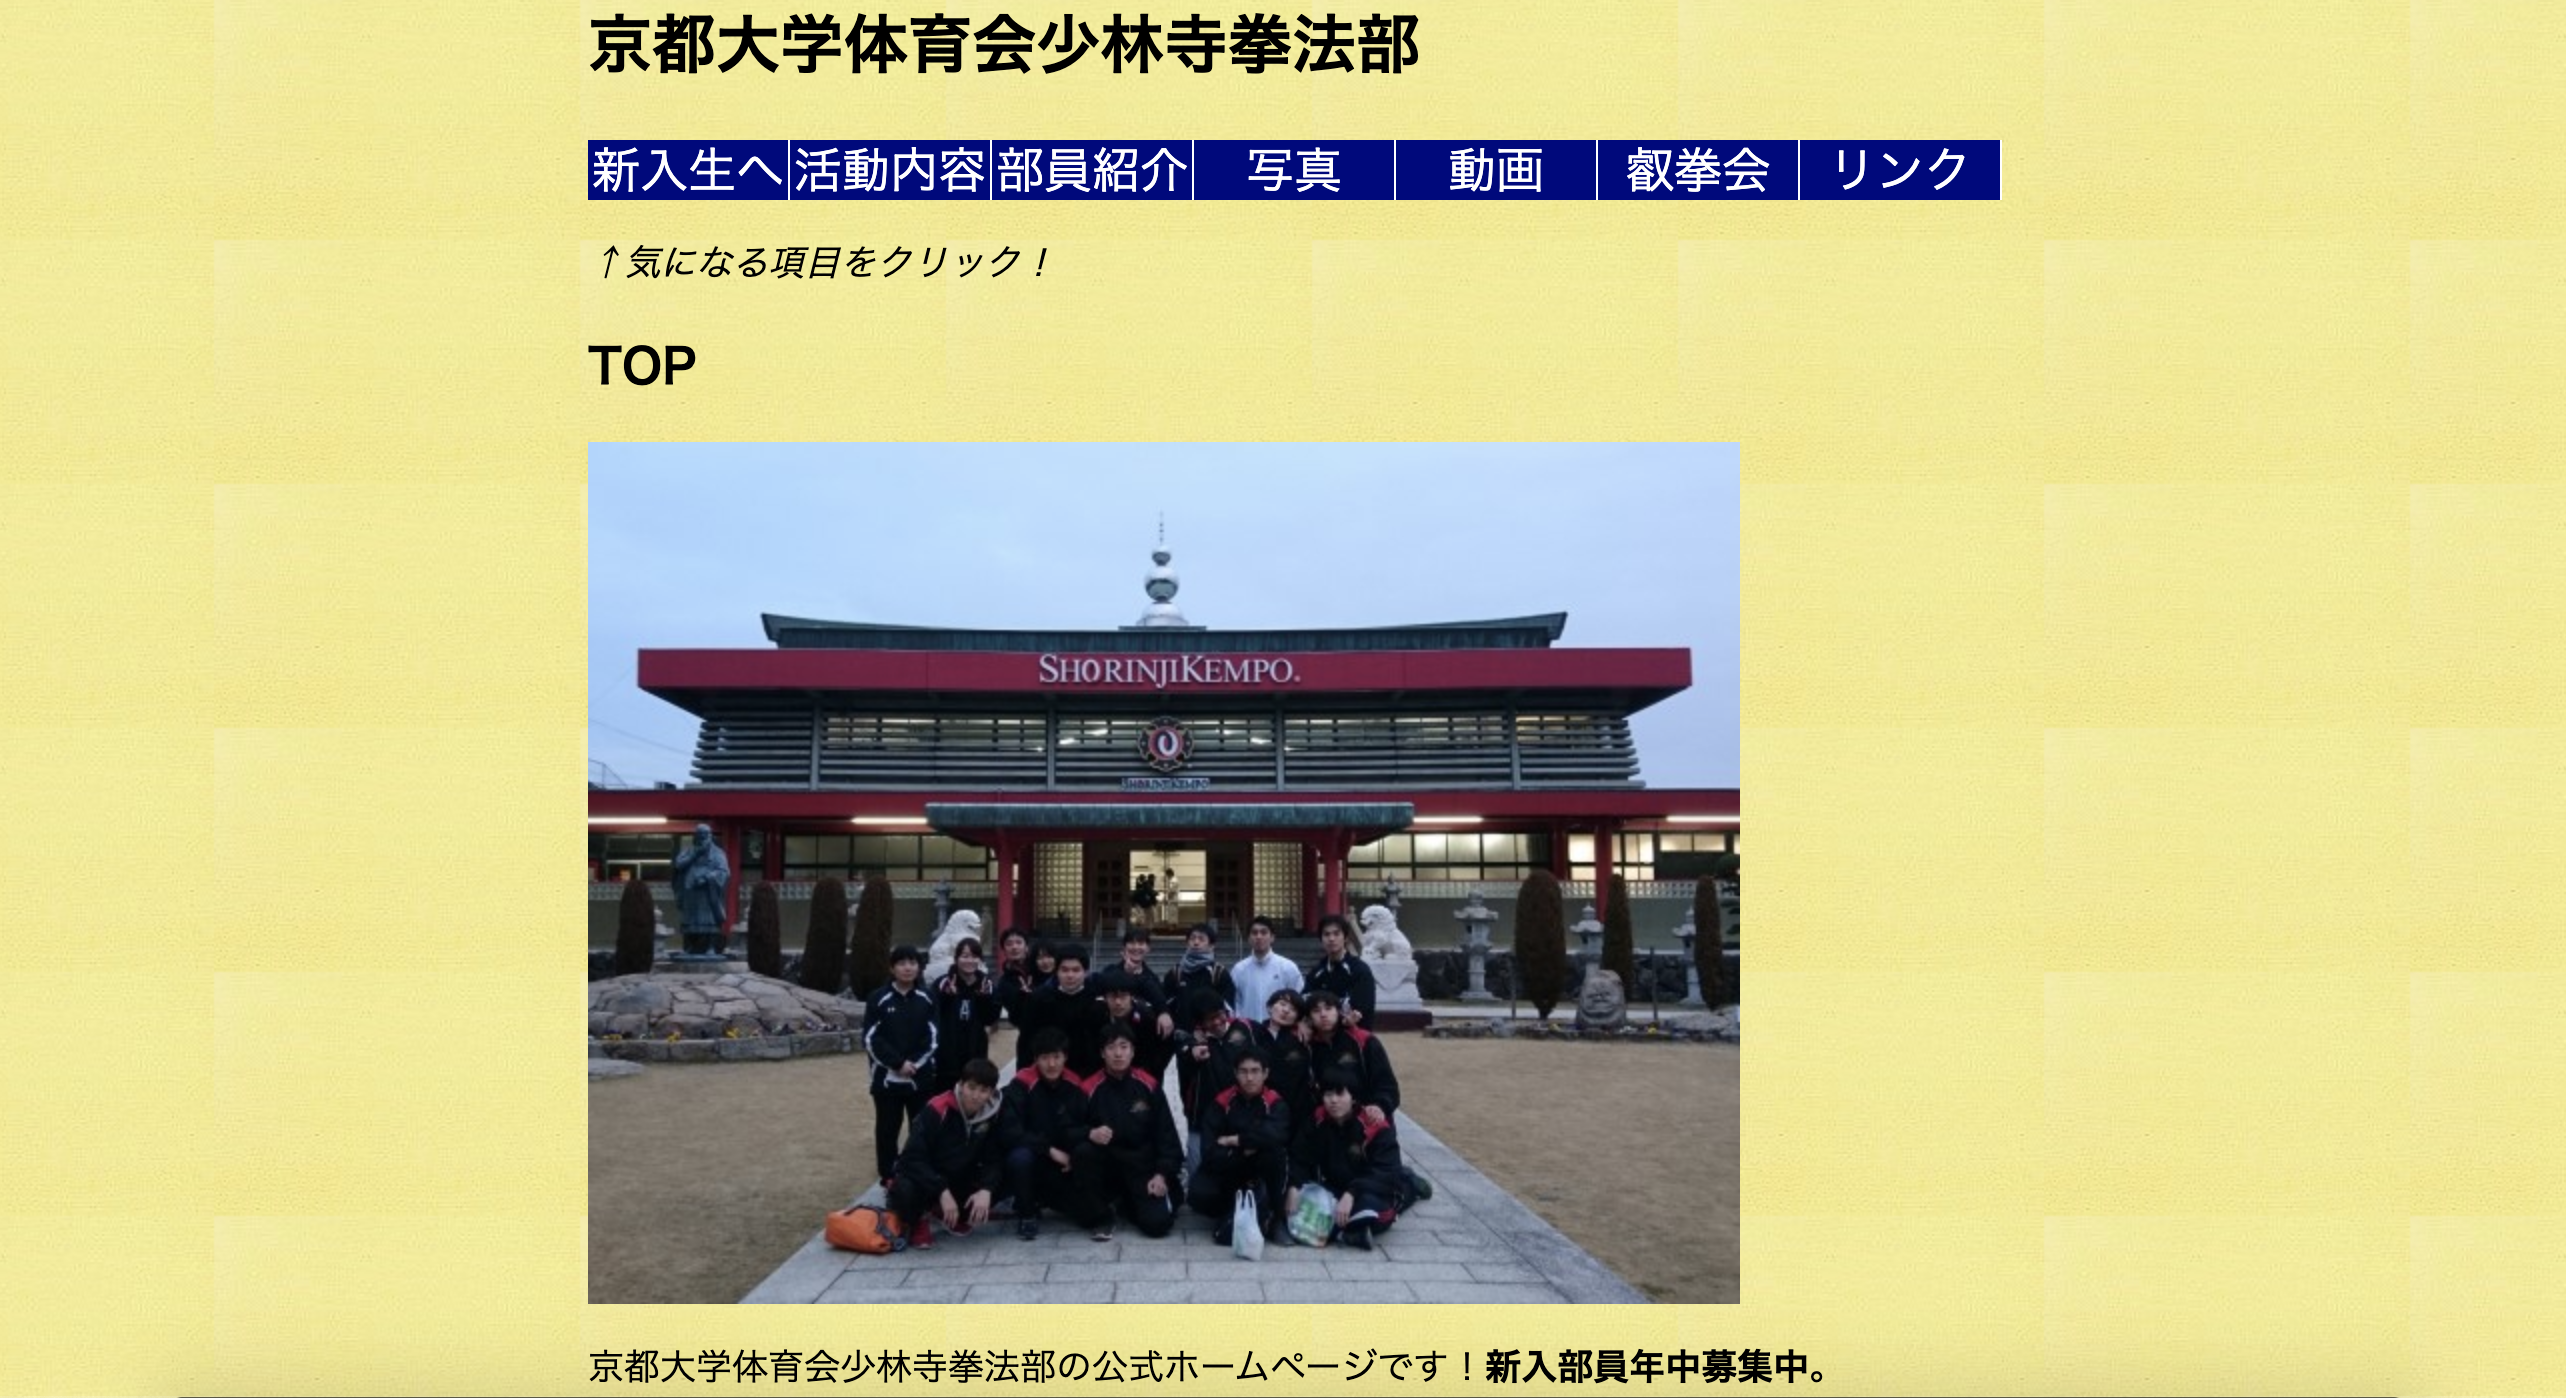 京都大学体育会少林寺拳法部
新入生へ 活動内容 部員紹介 写真 動画 叡拳会 リンク
↑気になる項目をクリック！
TOP
SHORINJIKEMPO®
SHORINJI KEMPO
京都大学体育会少林寺拳法部の公式ホームページです！新入部員年中募集中。